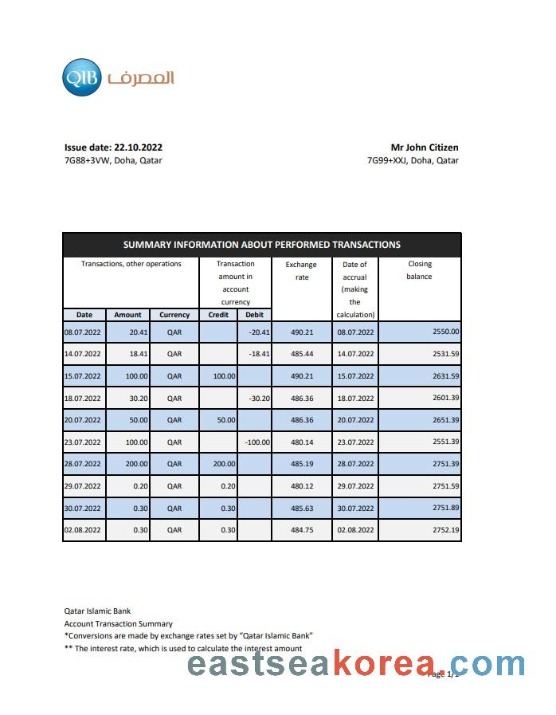 QIB المصرف
Issue date: 22.10.2022 Mr John Citizen
7G88+3VW, Doha, Qatar 7G99+XXJ, Doha, Qatar
SUMMARY INFORMATION ABOUT PERFORMED TRANSACTIONS
Transactions, other operations Transaction amount in account currency Exchange rate Date of accrual (making the calculation) Closing balance
Date Amount Currency Credit Debit
08.07.2022 20.41 QAR -20.41 490.21 08.07.2022 2550.00
14.07.2022 18.41 QAR -18.41 485.44 14.07.2022 2531.59
15.07.2022 100.00 QAR 100.00 490.21 15.07.2022 2631.59
18.07.2022 30.20 QAR -30.20 486.36 18.07.2022 2601.39
20.07.2022 50.00 QAR 50.00 486.36 20.07.2022 2651.39
23.07.2022 100.00 QAR -100.00 480.14 23.07.2022 2551.39
28.07.2022 200.00 QAR 200.00 485.19 28.07.2022 2751.39
29.07.2022 0.20 QAR 0.20 480.12 29.07.2022 2751.59
30.07.2022 0.30 QAR 0.30 485.63 30.07.2022 2751.89
02.08.2022 0.30 QAR 0.30 484.75 02.08.2022 2752.19
Qatar Islamic Bank
Account Transaction Summary
*Conversions are made by exchange rates set by "Qatar Islamic Bank"
** The interest rate, which is used to calculate the interest amount
eastseakorea.com
Page 1/1